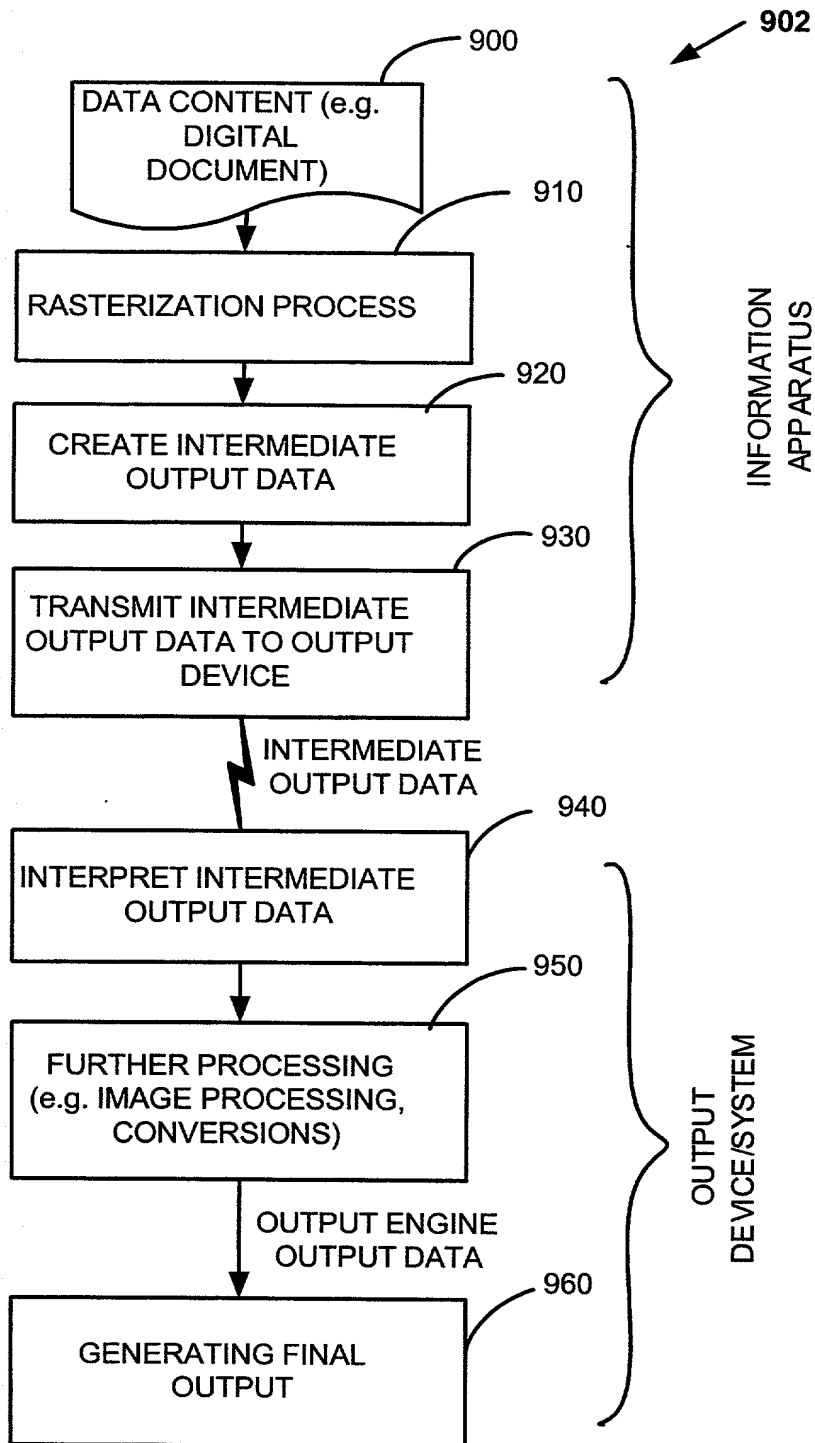 902
900
DATA CONTENT (e.g.
DIGITAL
DOCUMENT)
910
RASTERIZATION PROCESS
920
CREATE INTERMEDIATE
OUTPUT DATA
930
TRANSMIT INTERMEDIATE
OUTPUT DATA TO OUTPUT
DEVICE
INFORMATION
APPARATUS
INTERMEDIATE
OUTPUT DATA
940
INTERPRET INTERMEDIATE
OUTPUT DATA
950
FURTHER PROCESSING
(e.g. IMAGE PROCESSING,
CONVERSIONS)
OUTPUT ENGINE
OUTPUT DATA
960
GENERATING FINAL
OUTPUT
OUTPUT
DEVICE/SYSTEM